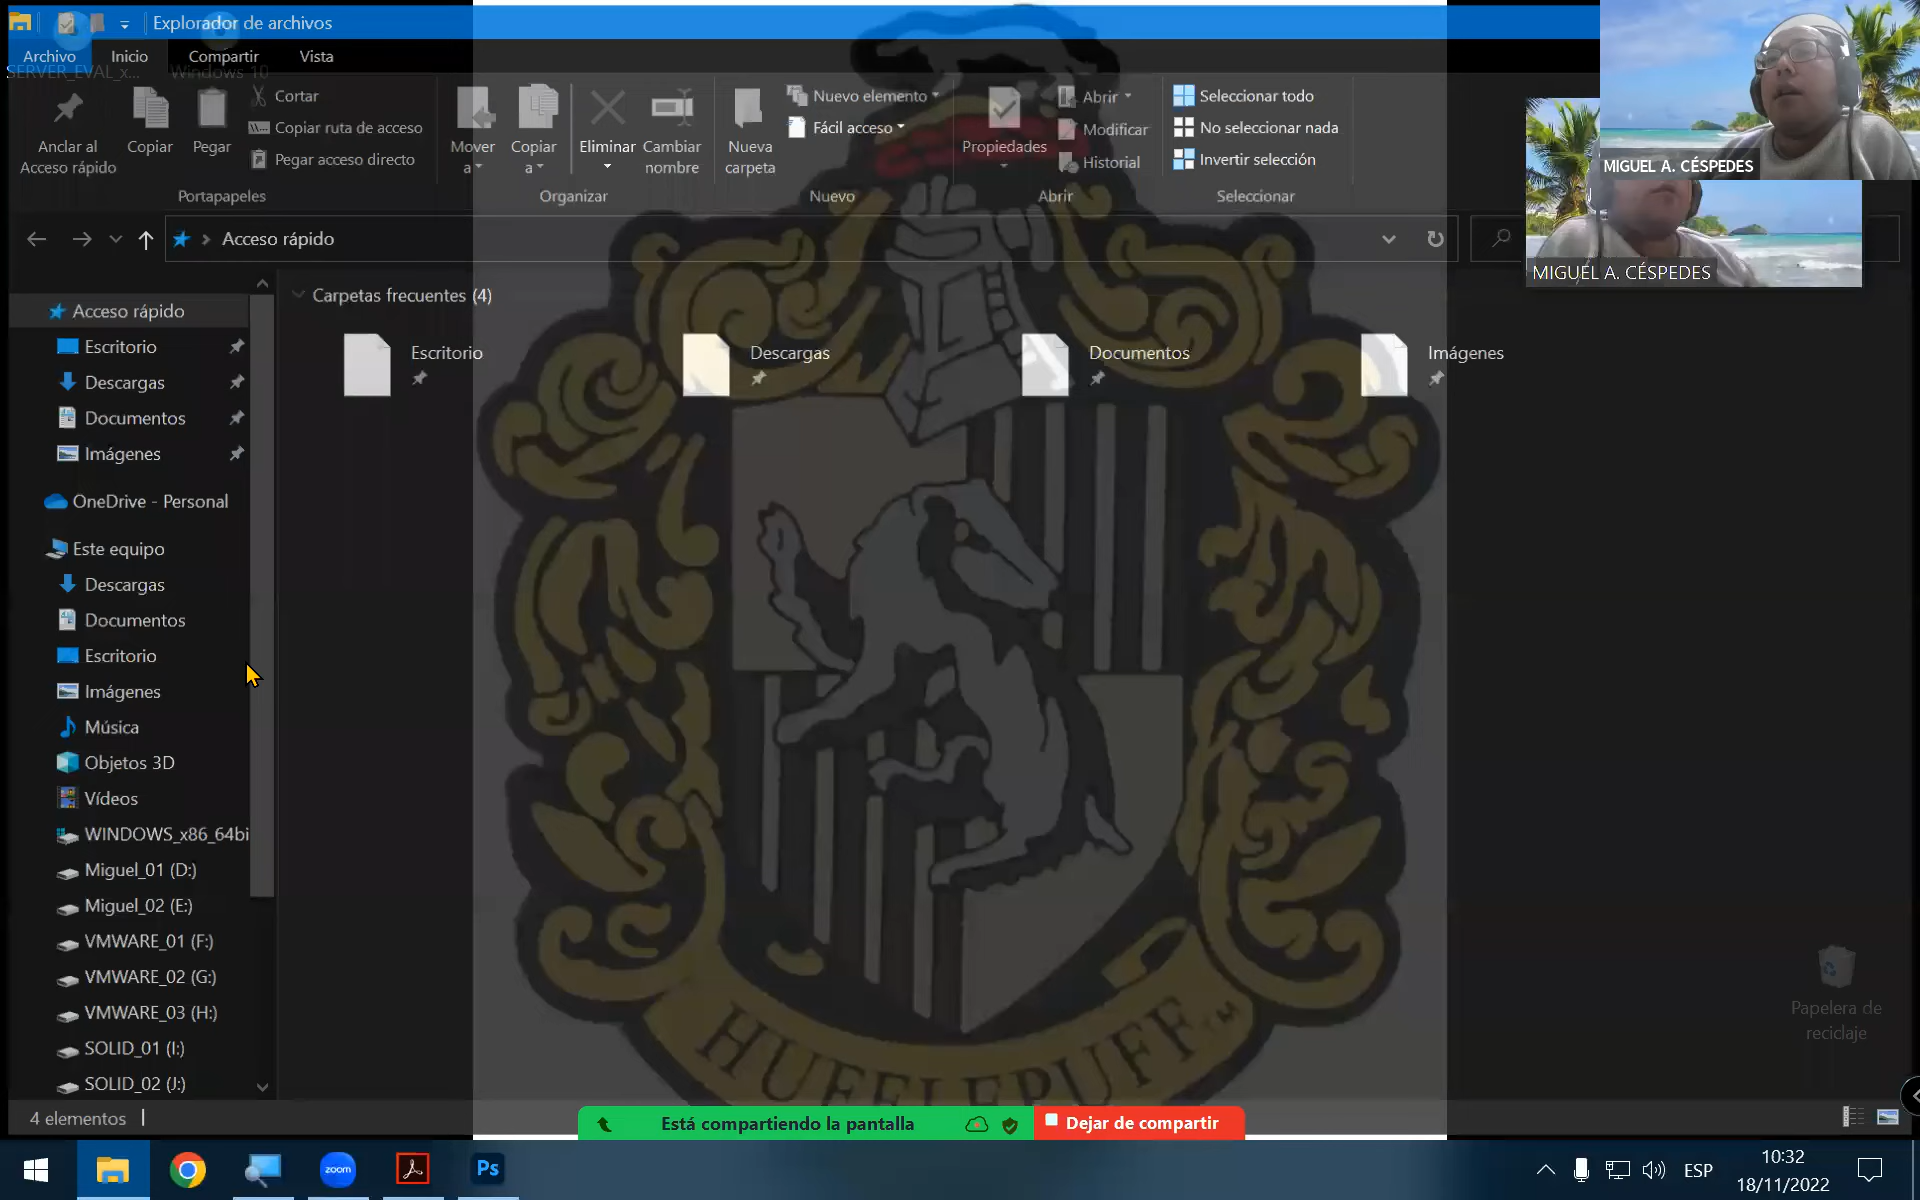 Explorador de archivos
Archivo Inicio Compartir Vista
SERVER_EVAL_x... Windows 10
Anclar al
Acceso rápido
Copiar
Pegar
Cortar
Copiar ruta de acceso
Pegar acceso directo
Portapapeles
Mover
a
Copiar
a
Eliminar
Cambiar
nombre
Organizar
Nueva
carpeta
Nuevo elemento
Fácil acceso
Nuevo
Propiedades
Abrir
Modificar
Historial
Abrir
Seleccionar todo
No seleccionar nada
Invertir selección
Seleccionar
MIGUEL A. CÉSPEDES
MIGUEL A. CÉSPEDES
Acceso rápido
Acceso rápido
Escritorio
Descargas
Documentos
Imágenes
OneDrive - Personal
Este equipo
Descargas
Documentos
Escritorio
Imágenes
Música
Objetos 3D
Vídeos
WINDOWS_x86_64bi
Miguel_01 (D:)
Miguel_02 (E:)
VMWARE_01 (F:)
VMWARE_02 (G:)
VMWARE_03 (H:)
SOLID_01 (I:)
SOLID_02 (J:)
Carpetas frecuentes (4)
Escritorio
Descargas
Documentos
Imágenes
HUFFLEPUFF TM
Papelera de
reciclaje
4 elementos
Está compartiendo la pantalla
Dejar de compartir
zoom
Ps
ESP
10:32
18/11/2022